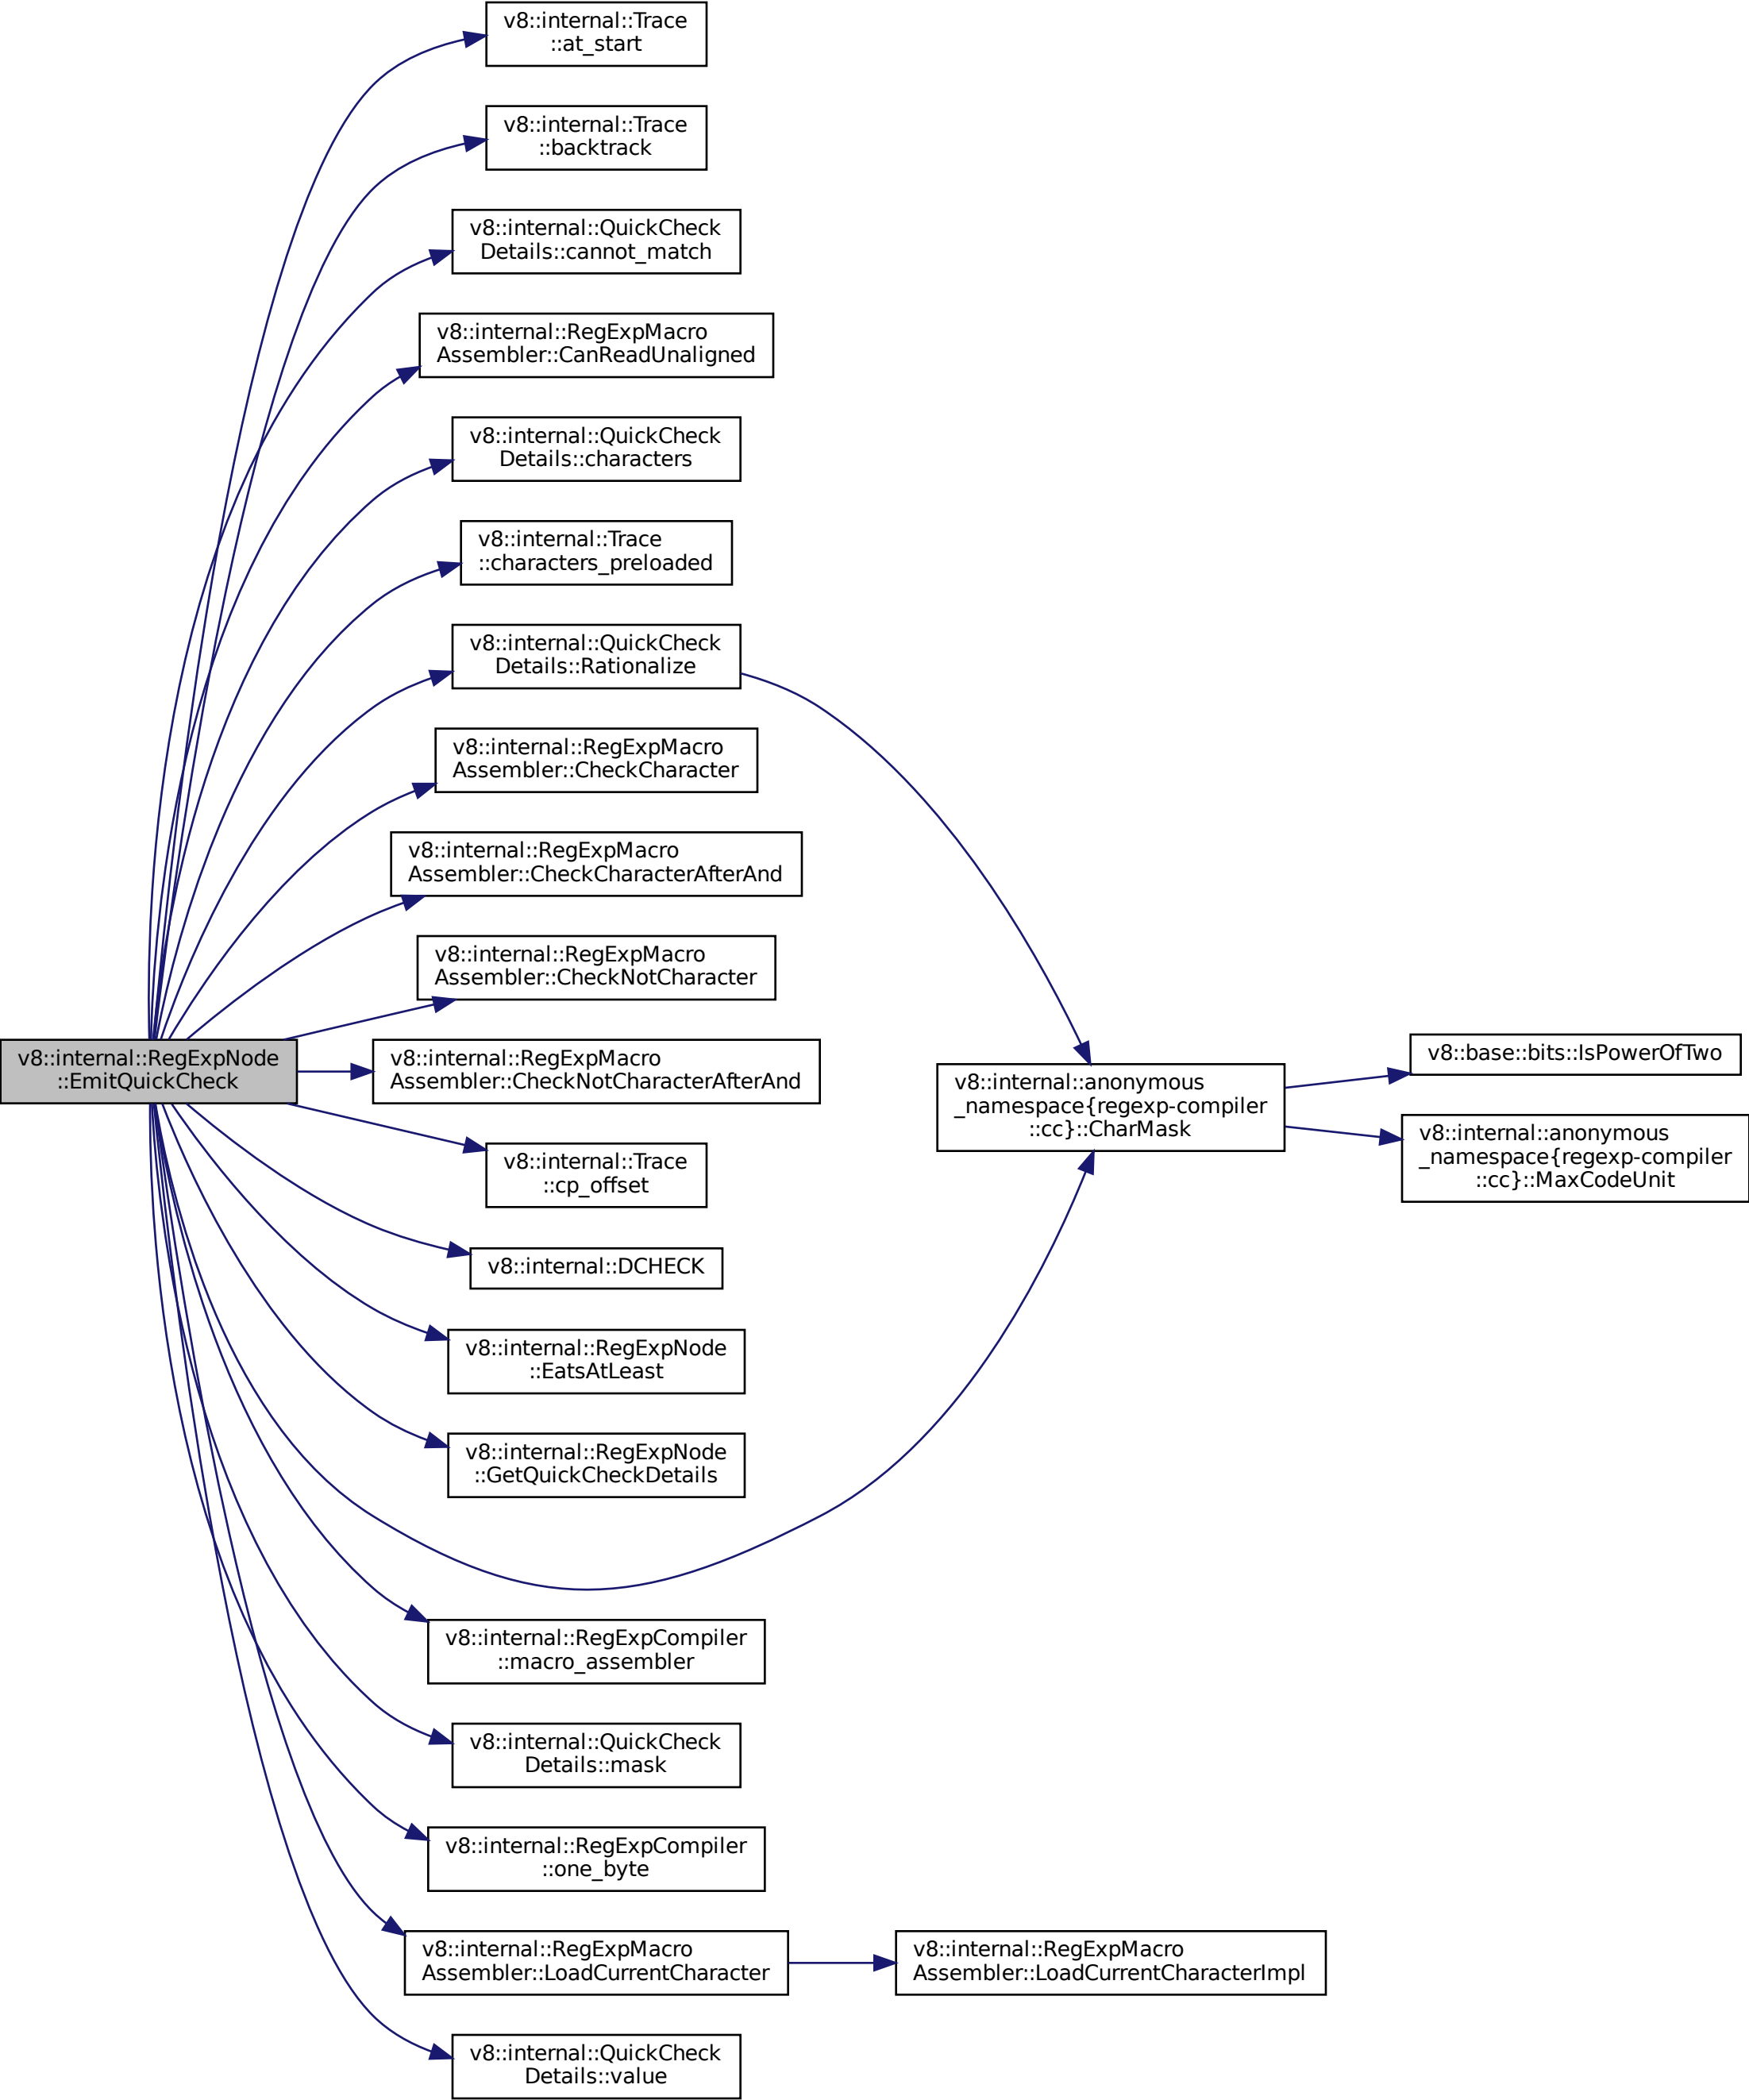 v8::internal::Trace
::at_start
v8::internal::Trace
::backtrack
v8::internal::QuickCheck
Details::cannot_match
v8::internal::RegExpMacro
Assembler::CanReadUnaligned
v8::internal::QuickCheck
Details::characters
v8::internal::Trace
::characters_preloaded
v8::internal::QuickCheck
Details::Rationalize
v8::internal::RegExpMacro
Assembler::CheckCharacter
v8::internal::RegExpMacro
Assembler::CheckCharacterAfterAnd
v8::internal::RegExpMacro
Assembler::CheckNotCharacter
v8::internal::RegExpNode
::EmitQuickCheck
v8::internal::RegExpMacro
Assembler::CheckNotCharacterAfterAnd
v8::internal::anonymous
_namespace{regexp-compiler
::cc}::CharMask
v8::base::bits::IsPowerOfTwo
v8::internal::anonymous
_namespace{regexp-compiler
::cc}::MaxCodeUnit
v8::internal::Trace
::cp_offset
v8::internal::DCHECK
v8::internal::RegExpNode
::EatsAtLeast
v8::internal::RegExpNode
::GetQuickCheckDetails
v8::internal::RegExpCompiler
::macro_assembler
v8::internal::QuickCheck
Details::mask
v8::internal::RegExpCompiler
::one_byte
v8::internal::RegExpMacro
Assembler::LoadCurrentCharacter
v8::internal::RegExpMacro
Assembler::LoadCurrentCharacterImpl
v8::internal::QuickCheck
Details::value